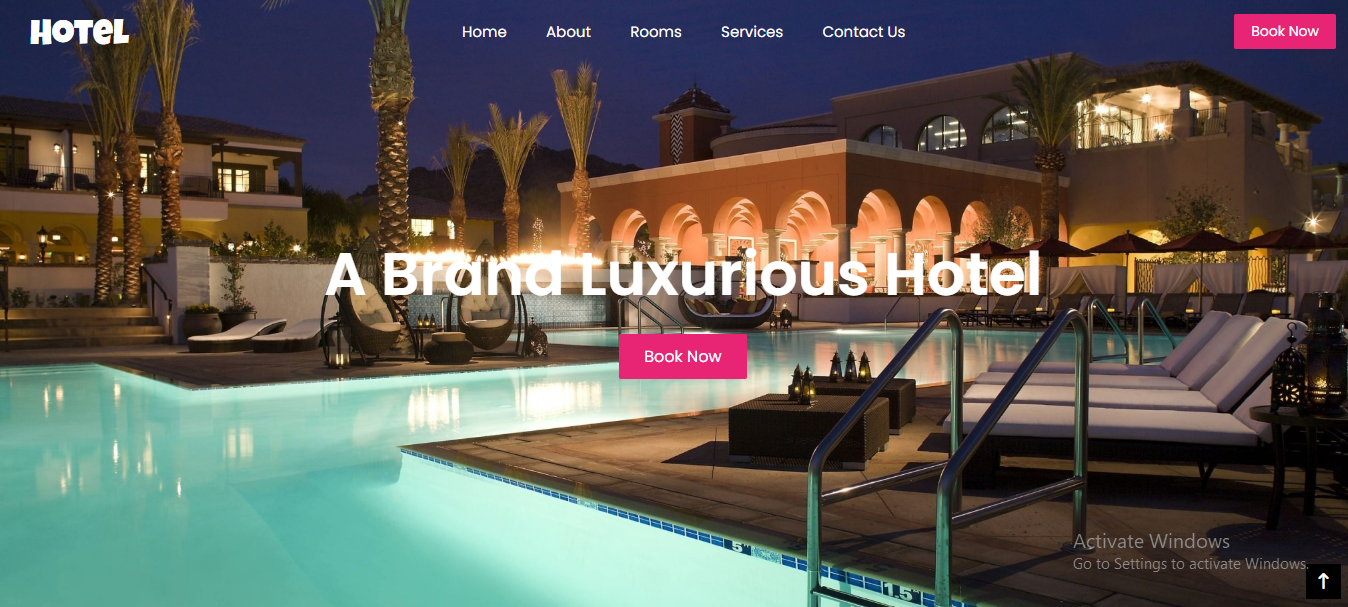 HOTEL
Home About Rooms Services Contact Us
Book Now
A Brand Luxurious Hotel
Book Now
5
1.5
Activate Windows
Go to Settings to activate Windows.